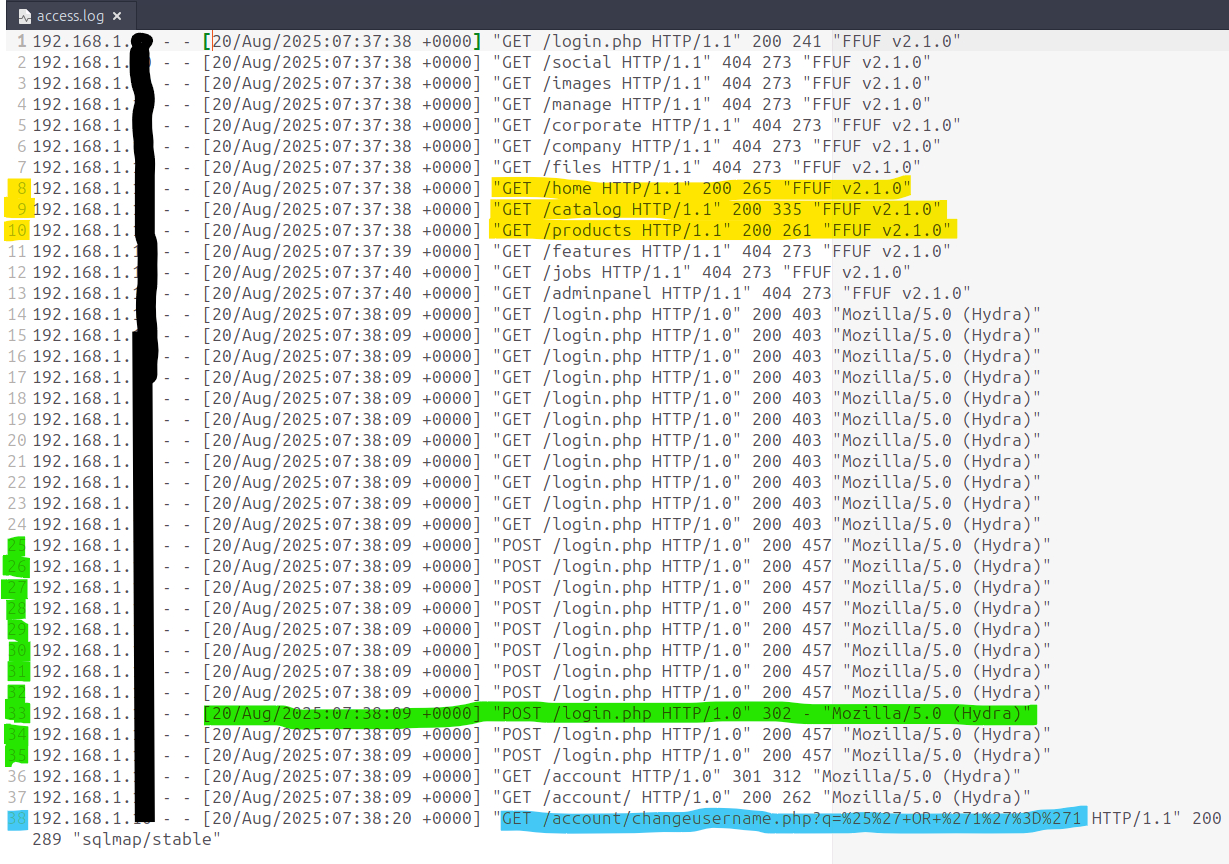 access.log ×
1 192.168.1. - - [20/Aug/2025:07:37:38 +0000] "GET /login.php HTTP/1.1" 200 241 "FFUF v2.1.0"
2 192.168.1. - - [20/Aug/2025:07:37:38 +0000] "GET /social HTTP/1.1" 404 273 "FFUF v2.1.0"
3 192.168.1. - - [20/Aug/2025:07:37:38 +0000] "GET /images HTTP/1.1" 404 273 "FFUF v2.1.0"
4 192.168.1. - - [20/Aug/2025:07:37:38 +0000] "GET /manage HTTP/1.1" 404 273 "FFUF v2.1.0"
5 192.168.1. - - [20/Aug/2025:07:37:38 +0000] "GET /corporate HTTP/1.1" 404 273 "FFUF v2.1.0"
6 192.168.1. - - [20/Aug/2025:07:37:38 +0000] "GET /company HTTP/1.1" 404 273 "FFUF v2.1.0"
7 192.168.1. - - [20/Aug/2025:07:37:38 +0000] "GET /files HTTP/1.1" 404 273 "FFUF v2.1.0"
8 192.168.1. - - [20/Aug/2025:07:37:38 +0000] "GET /home HTTP/1.1" 200 265 "FFUF v2.1.0"
9 192.168.1. - - [20/Aug/2025:07:37:38 +0000] "GET /catalog HTTP/1.1" 200 335 "FFUF v2.1.0"
10 192.168.1. - - [20/Aug/2025:07:37:38 +0000] "GET /products HTTP/1.1" 200 261 "FFUF v2.1.0"
11 192.168.1. - - [20/Aug/2025:07:37:39 +0000] "GET /features HTTP/1.1" 404 273 "FFUF v2.1.0"
12 192.168.1. - - [20/Aug/2025:07:37:40 +0000] "GET /jobs HTTP/1.1" 404 273 "FFUF v2.1.0"
13 192.168.1. - - [20/Aug/2025:07:37:40 +0000] "GET /adminpanel HTTP/1.1" 404 273 "FFUF v2.1.0"
14 192.168.1. - - [20/Aug/2025:07:38:09 +0000] "GET /login.php HTTP/1.0" 200 403 "Mozilla/5.0 (Hydra)"
15 192.168.1. - - [20/Aug/2025:07:38:09 +0000] "GET /login.php HTTP/1.0" 200 403 "Mozilla/5.0 (Hydra)"
16 192.168.1. - - [20/Aug/2025:07:38:09 +0000] "GET /login.php HTTP/1.0" 200 403 "Mozilla/5.0 (Hydra)"
17 192.168.1. - - [20/Aug/2025:07:38:09 +0000] "GET /login.php HTTP/1.0" 200 403 "Mozilla/5.0 (Hydra)"
18 192.168.1. - - [20/Aug/2025:07:38:09 +0000] "GET /login.php HTTP/1.0" 200 403 "Mozilla/5.0 (Hydra)"
19 192.168.1. - - [20/Aug/2025:07:38:09 +0000] "GET /login.php HTTP/1.0" 200 403 "Mozilla/5.0 (Hydra)"
20 192.168.1. - - [20/Aug/2025:07:38:09 +0000] "GET /login.php HTTP/1.0" 200 403 "Mozilla/5.0 (Hydra)"
21 192.168.1. - - [20/Aug/2025:07:38:09 +0000] "GET /login.php HTTP/1.0" 200 403 "Mozilla/5.0 (Hydra)"
22 192.168.1. - - [20/Aug/2025:07:38:09 +0000] "GET /login.php HTTP/1.0" 200 403 "Mozilla/5.0 (Hydra)"
23 192.168.1. - - [20/Aug/2025:07:38:09 +0000] "GET /login.php HTTP/1.0" 200 403 "Mozilla/5.0 (Hydra)"
24 192.168.1. - - [20/Aug/2025:07:38:09 +0000] "GET /login.php HTTP/1.0" 200 403 "Mozilla/5.0 (Hydra)"
25 192.168.1. - - [20/Aug/2025:07:38:09 +0000] "POST /login.php HTTP/1.0" 200 457 "Mozilla/5.0 (Hydra)"
26 192.168.1. - - [20/Aug/2025:07:38:09 +0000] "POST /login.php HTTP/1.0" 200 457 "Mozilla/5.0 (Hydra)"
27 192.168.1. - - [20/Aug/2025:07:38:09 +0000] "POST /login.php HTTP/1.0" 200 457 "Mozilla/5.0 (Hydra)"
28 192.168.1. - - [20/Aug/2025:07:38:09 +0000] "POST /login.php HTTP/1.0" 200 457 "Mozilla/5.0 (Hydra)"
29 192.168.1. - - [20/Aug/2025:07:38:09 +0000] "POST /login.php HTTP/1.0" 200 457 "Mozilla/5.0 (Hydra)"
30 192.168.1. - - [20/Aug/2025:07:38:09 +0000] "POST /login.php HTTP/1.0" 200 457 "Mozilla/5.0 (Hydra)"
31 192.168.1. - - [20/Aug/2025:07:38:09 +0000] "POST /login.php HTTP/1.0" 200 457 "Mozilla/5.0 (Hydra)"
32 192.168.1. - - [20/Aug/2025:07:38:09 +0000] "POST /login.php HTTP/1.0" 200 457 "Mozilla/5.0 (Hydra)"
33 192.168.1. - - [20/Aug/2025:07:38:09 +0000] "POST /login.php HTTP/1.0" 302 - "Mozilla/5.0 (Hydra)"
34 192.168.1. - - [20/Aug/2025:07:38:09 +0000] "POST /login.php HTTP/1.0" 200 457 "Mozilla/5.0 (Hydra)"
35 192.168.1. - - [20/Aug/2025:07:38:09 +0000] "POST /login.php HTTP/1.0" 200 457 "Mozilla/5.0 (Hydra)"
36 192.168.1. - - [20/Aug/2025:07:38:09 +0000] "GET /account HTTP/1.0" 301 312 "Mozilla/5.0 (Hydra)"
37 192.168.1. - - [20/Aug/2025:07:38:09 +0000] "GET /account/ HTTP/1.0" 200 262 "Mozilla/5.0 (Hydra)"
38 192.168.1. - - [20/Aug/2025:07:38:20 +0000] "GET /account/changeusername.php?q=%25%27+OR+%271%27%3D%271 HTTP/1.1" 200
289 "sqlmap/stable"